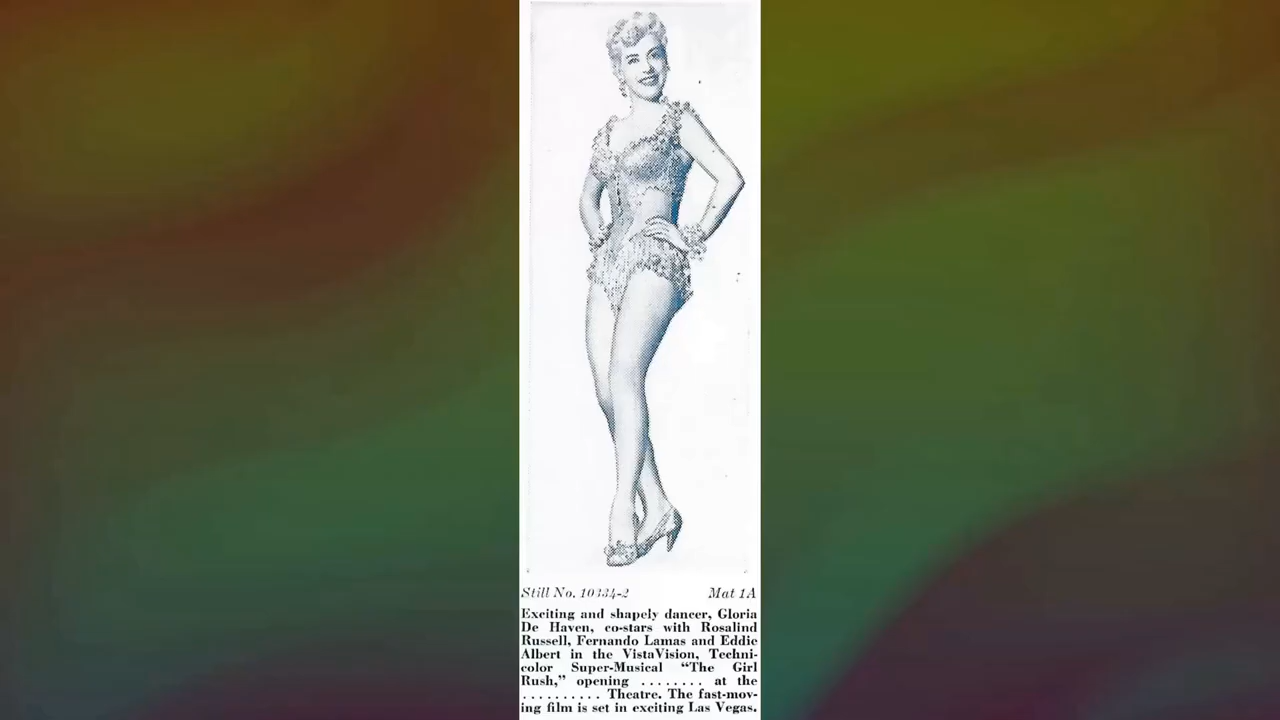 Still No. 10334-2 Mat 1A
Exciting and shapely dancer, Gloria
De Haven, co-stars with Rosalind
Russell, Fernando Lamas and Eddie
Albert in the VistaVision, Techni-
color Super-Musical “The Girl
Rush,” opening ........ at the
.......... Theatre. The fast-mov-
ing film is set in exciting Las Vegas.